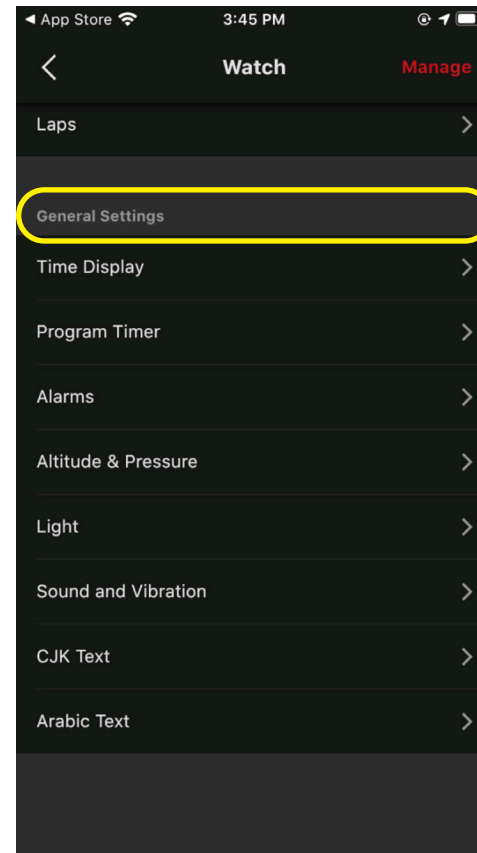 App Store 3:45 PM
Watch Manage
Laps
General Settings
Time Display
Program Timer
Alarms
Altitude & Pressure
Light
Sound and Vibration
CJK Text
Arabic Text